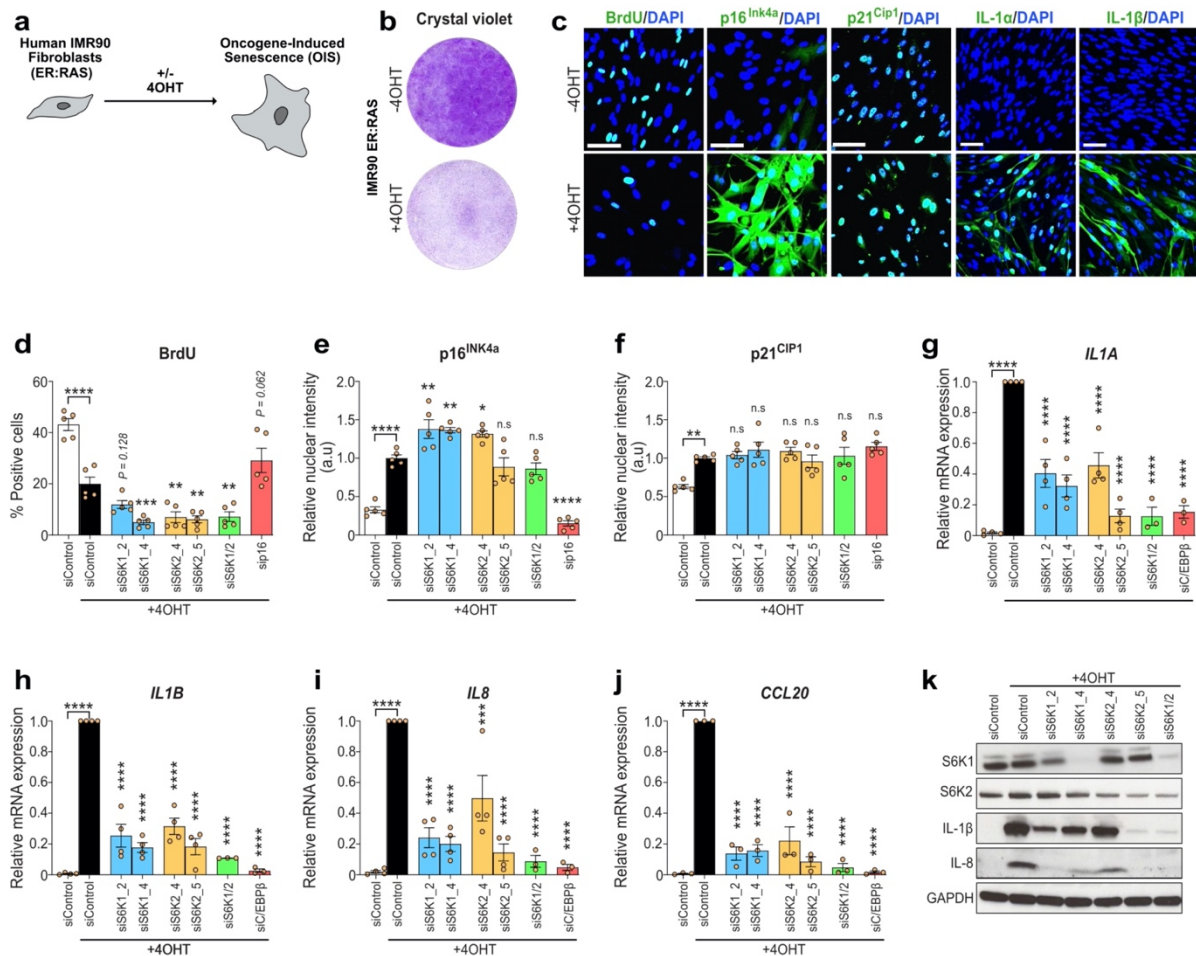 a
Human IMR90
Fibroblasts
(ER:RAS)
+/-
4OHT
Oncogene-Induced
Senescence (OIS)
b
Crystal violet
IMR90 ER:RAS
-4OHT
+4OHT
c
BrdU/DAPI
p16Ink4a/DAPI
p21Cip1/DAPI
IL-1α/DAPI
IL-1β/DAPI
-4OHT
+4OHT
d
BrdU
% Positive cells
60
40
20
0
****
P = 0.128
***
**
**
**
P = 0.062
siControl
siControl
siS6K1_2
siS6K1_4
siS6K2_4
siS6K2_5
siS6K1/2
sip16
+4OHT
e
p16INK4a
Relative nuclear intensity
(a.u)
2.0
1.5
1.0
0.5
0
****
**
**
*
n.s
n.s
****
siControl
siControl
siS6K1_2
siS6K1_4
siS6K2_4
siS6K2_5
siS6K1/2
sip16
+4OHT
f
p21CIP1
Relative nuclear intensity
(a.u)
2.0
1.5
1.0
0.5
0
**
n.s
n.s
n.s
n.s
n.s
n.s
siControl
siControl
siS6K1_2
siS6K1_4
siS6K2_4
siS6K2_5
siS6K1/2
sip16
+4OHT
g
IL1A
Relative mRNA expression
1.0
0.8
0.6
0.4
0.2
0
****
****
****
****
****
****
****
siControl
siControl
siS6K1_2
siS6K1_4
siS6K2_4
siS6K2_5
siS6K1/2
siC/EBPβ
+4OHT
h
IL1B
Relative mRNA expression
1.0
0.8
0.6
0.4
0.2
0
****
****
****
****
****
****
****
siControl
siControl
siS6K1_2
siS6K1_4
siS6K2_4
siS6K2_5
siS6K1/2
siC/EBPβ
+4OHT
i
IL8
Relative mRNA expression
1.0
0.8
0.6
0.4
0.2
0
****
****
****
***
****
****
****
siControl
siControl
siS6K1_2
siS6K1_4
siS6K2_4
siS6K2_5
siS6K1/2
siC/EBPβ
+4OHT
j
CCL20
Relative mRNA expression
1.0
0.8
0.6
0.4
0.2
0
****
****
****
****
****
****
****
siControl
siControl
siS6K1_2
siS6K1_4
siS6K2_4
siS6K2_5
siS6K1/2
siC/EBPβ
+4OHT
k
+4OHT
siControl
siControl
siS6K1_2
siS6K1_4
siS6K2_4
siS6K2_5
siS6K1/2
S6K1
S6K2
IL-1β
IL-8
GAPDH